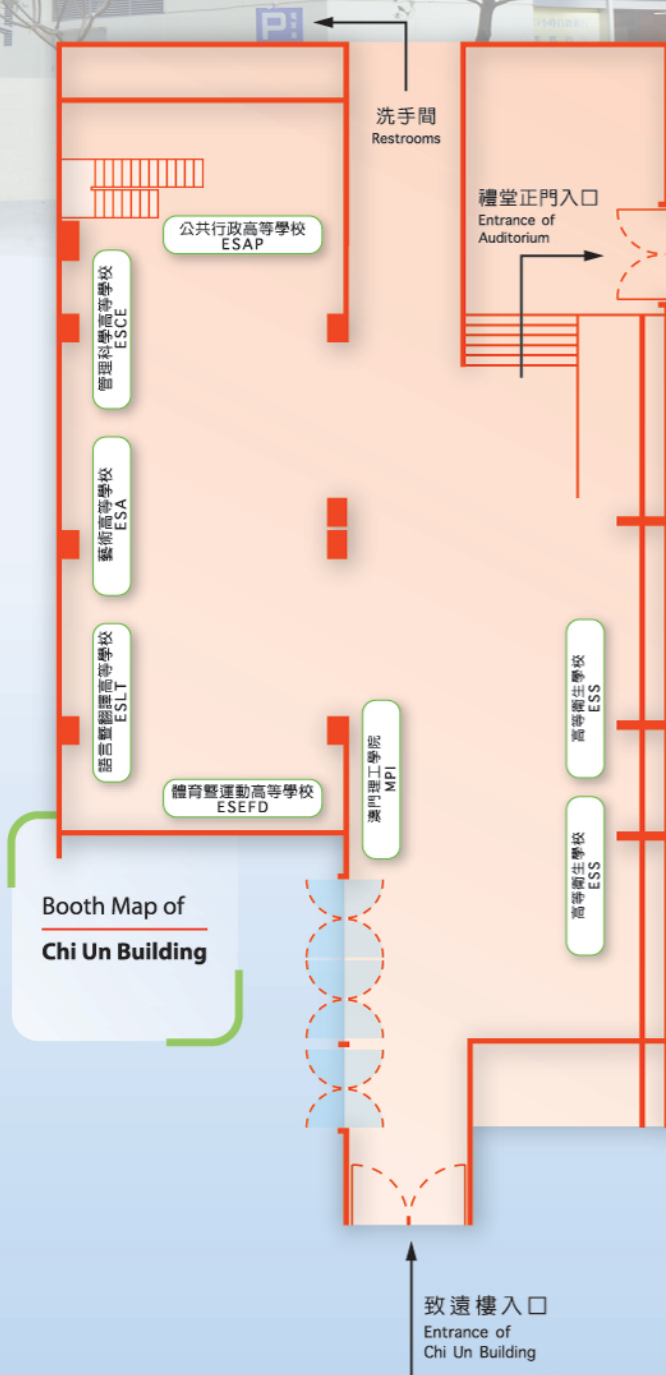 P
洗手間
Restrooms
禮堂正門入口
Entrance of
Auditorium
公共行政高等學校
ESAP
管理科學高等學校
ESCE
藝術高等學校
ESA
語言暨翻譯高等學校
ESLT
體育暨運動高等學校
ESEFD
澳門理工學院
MPI
高等衛生學校
ESS
高等衛生學校
ESS
Booth Map of
Chi Un Building
致遠樓入口
Entrance of
Chi Un Building